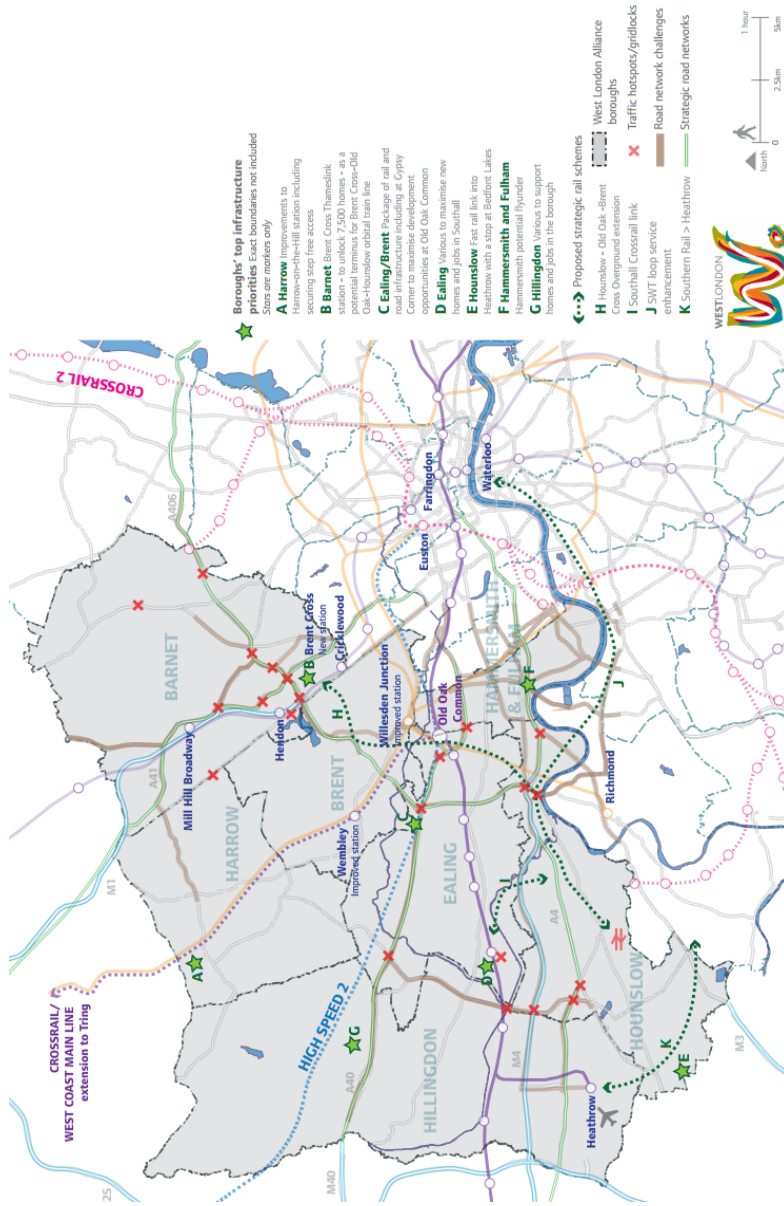 CROSSRAIL/
WEST COAST MAIN LINE
extension to Tring
25
M1
A41
A406
CROSSRAIL 2
BARNET
Mill Hill Broadway
Hendon
B
Brent Cross
New station
Cricklewood
HARROW
A
H
BRENT
Wembley
Improved station
Willesden Junction
Improved station
HIGH SPEED 2
G
C
Euston
Farringdon
A40
M40
HILLINGDON
EALING
Old Oak
Common
HAMMERSMITH
& FULHAM
Waterloo
D
I
F
M4
A4
J
Heathrow
HOUNSLOW
Richmond
K
E
M3
Boroughs' top infrastructure
priorities Exact boundaries not included
Stars are markers only
A Harrow Improvements to
Harrow-on-the-Hill station including
securing step free access
B Barnet Brent Cross Thameslink
station - to unlock 7,500 homes - as a
potential terminus for Brent Cross-Old
Oak-Hounslow orbital train line
C Ealing/Brent Package of rail and
road infrastructure including at Gypsy
Corner to maximise development
opportunities at Old Oak Common
D Ealing Various to maximise new
homes and jobs in Southall
E Hounslow Fast rail link into
Heathrow with a stop at Bedfont Lakes
F Hammersmith and Fulham
Hammersmith potential flyunder
G Hillingdon Various to support
homes and jobs in the borough
Proposed strategic rail schemes
H Hounslow - Old Oak -Brent
Cross Overground extension
I Southall Crossrail link
J SWT loop service
enhancement
K Southern Rail > Heathrow
West London Alliance
boroughs
Traffic hotspots/gridlocks
Road network challenges
Strategic road networks
WESTLONDON
North
1 hour
0
2.5km
5km